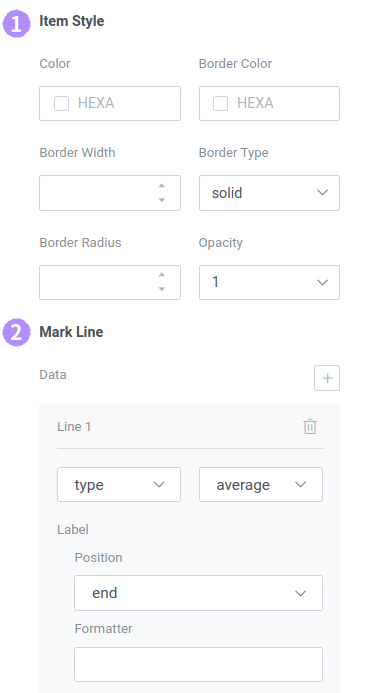 1 Item Style
Color Border Color
HEXA HEXA
Border Width Border Type
solid
Border Radius Opacity
1
2 Mark Line
Data
Line 1
type average
Label
Position
end
Formatter